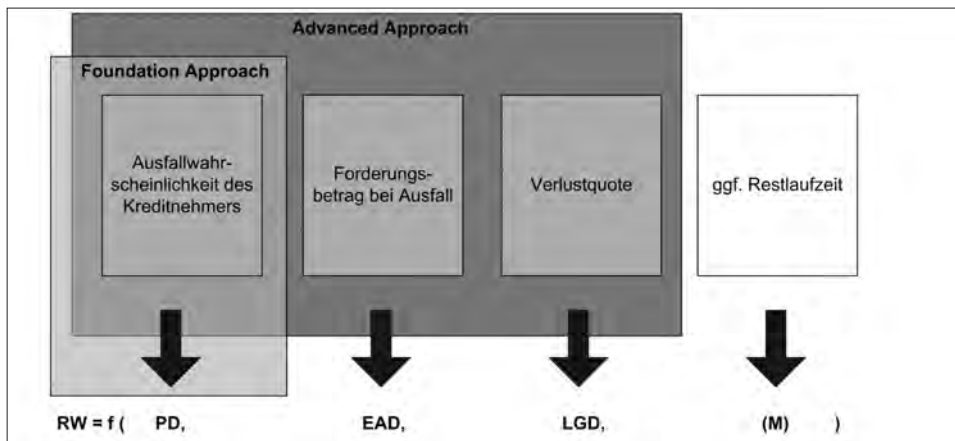 Advanced Approach
Foundation Approach
Ausfallwahr-
scheinlichkeit des
Kreditnehmers
Forderungs-
betrag bei Ausfall
Verlustquote
ggf. Restlaufzeit
RW = f ( PD, EAD, LGD, (M) )